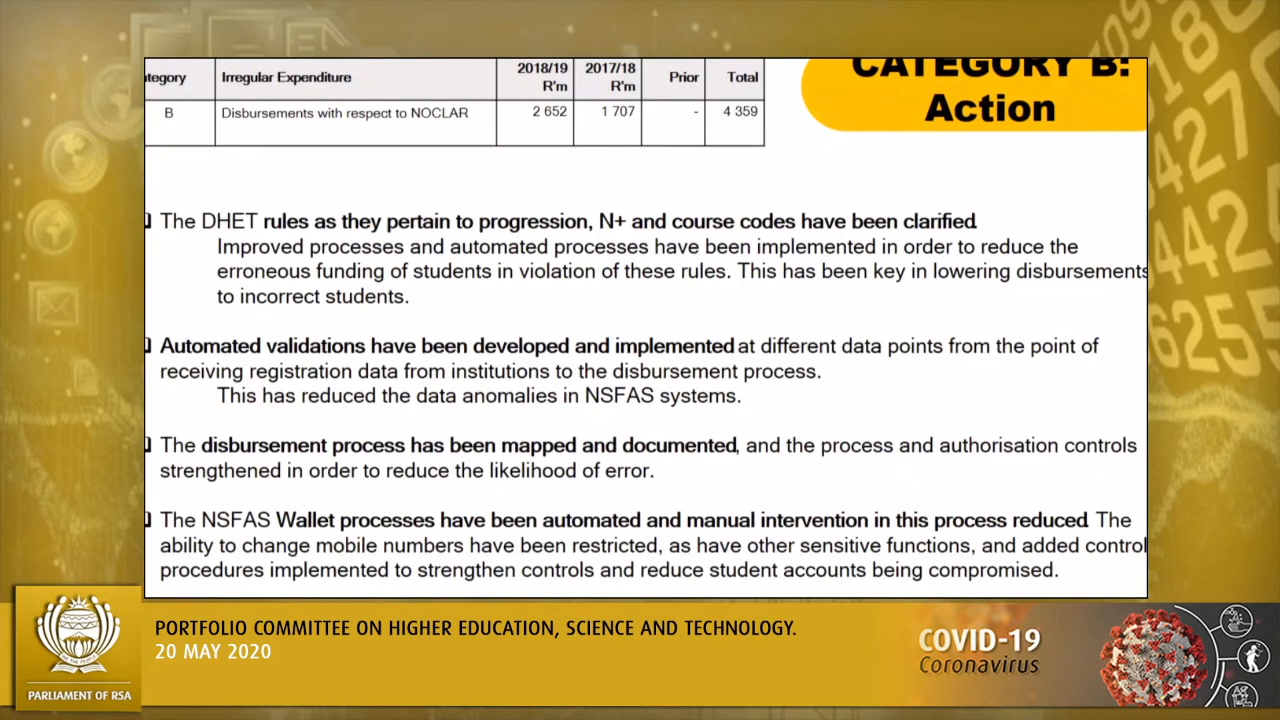 CATEGORY B:
Action
tegory Irregular Expenditure 2018/19 R'm 2017/18 R'm Prior Total
B Disbursements with respect to NOCLAR 2 652 1 707 - 4 359
The DHET rules as they pertain to progression, N+ and course codes have been clarified.
Improved processes and automated processes have been implemented in order to reduce the
erroneous funding of students in violation of these rules. This has been key in lowering disbursements
to incorrect students.
Automated validations have been developed and implemented at different data points from the point of
receiving registration data from institutions to the disbursement process.
This has reduced the data anomalies in NSFAS systems.
The disbursement process has been mapped and documented, and the process and authorisation controls
strengthened in order to reduce the likelihood of error.
The NSFAS Wallet processes have been automated and manual intervention in this process reduced. The
ability to change mobile numbers have been restricted, as have other sensitive functions, and added control
procedures implemented to strengthen controls and reduce student accounts being compromised.
PORTFOLIO COMMITTEE ON HIGHER EDUCATION, SCIENCE AND TECHNOLOGY.
20 MAY 2020
PARLIAMENT OF RSA
COVID-19
Coronavirus